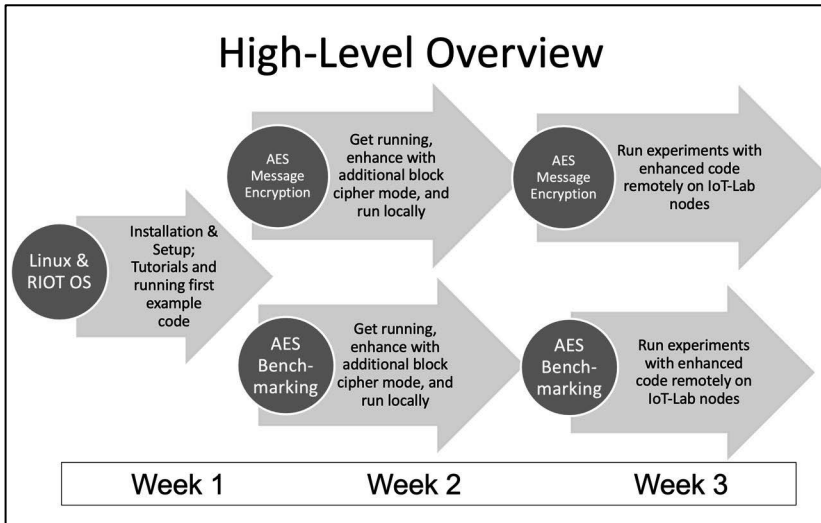 High-Level Overview
Linux &
RIOT OS
Installation &
Setup;
Tutorials and
running first
example
code
AES
Message
Encryption
Get running,
enhance with
additional block
cipher mode, and
run locally
AES
Message
Encryption
Run experiments with
enhanced code
remotely on IoT-Lab
nodes
AES
Bench-
marking
Get running,
enhance with
additional block
cipher mode, and
run locally
AES
Bench-
marking
Run experiments
with enhanced
code remotely on
IoT-Lab nodes
Week 1
Week 2
Week 3